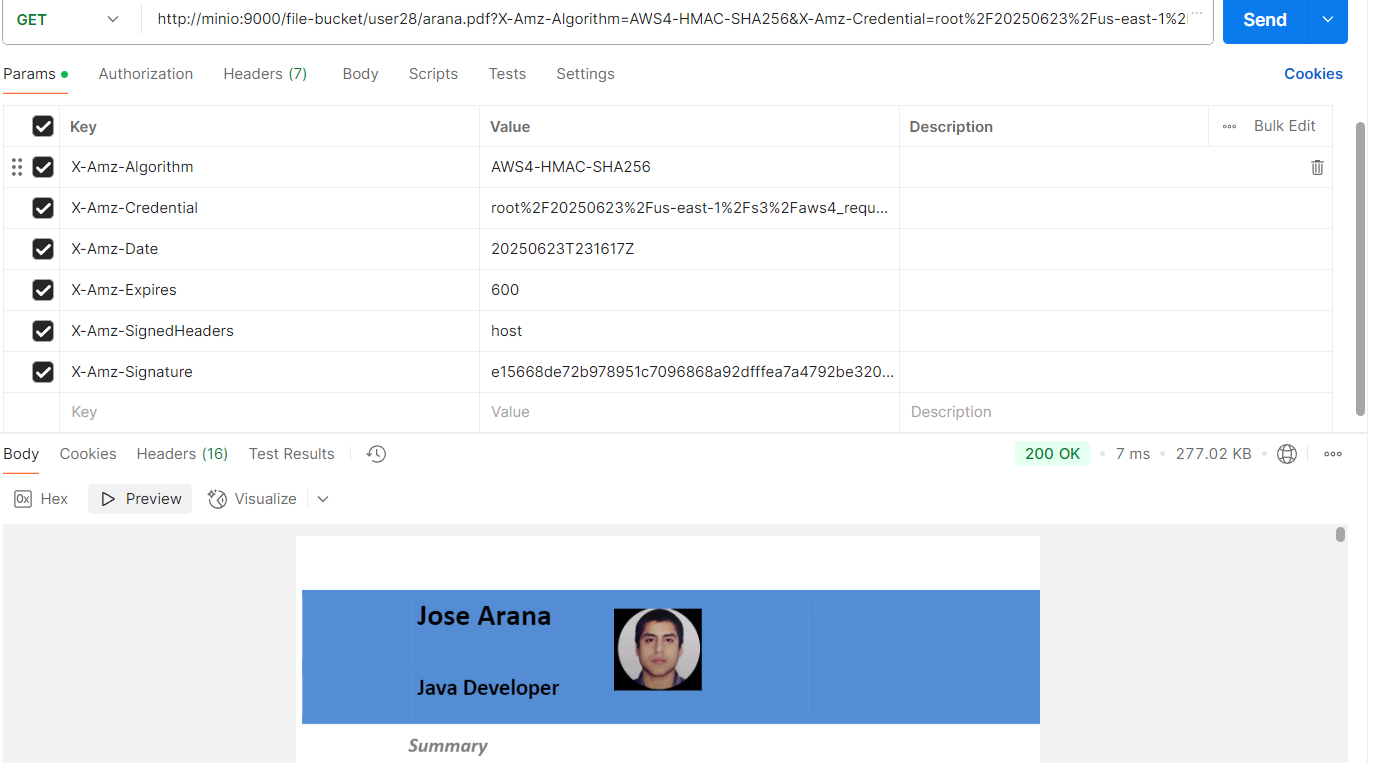 GET http://minio:9000/file-bucket/user28/arana.pdf?X-Amz-Algorithm=AWS4-HMAC-SHA256&X-Amz-Credential=root%2F20250623%2Fus-east-1%2 ... Send
Params Authorization Headers (7) Body Scripts Tests Settings Cookies
Key Value Description Bulk Edit
X-Amz-Algorithm AWS4-HMAC-SHA256
X-Amz-Credential root%2F20250623%2Fus-east-1%2Fs3%2Faws4_requ...
X-Amz-Date 20250623T231617Z
X-Amz-Expires 600
X-Amz-SignedHeaders host
X-Amz-Signature e15668de72b978951c7096868a92dfffea7a4792be320...
Key Value Description
Body Cookies Headers (16) Test Results 200 OK 7 ms 277.02 KB
0x Hex Preview Visualize
Jose Arana
Java Developer
Summary